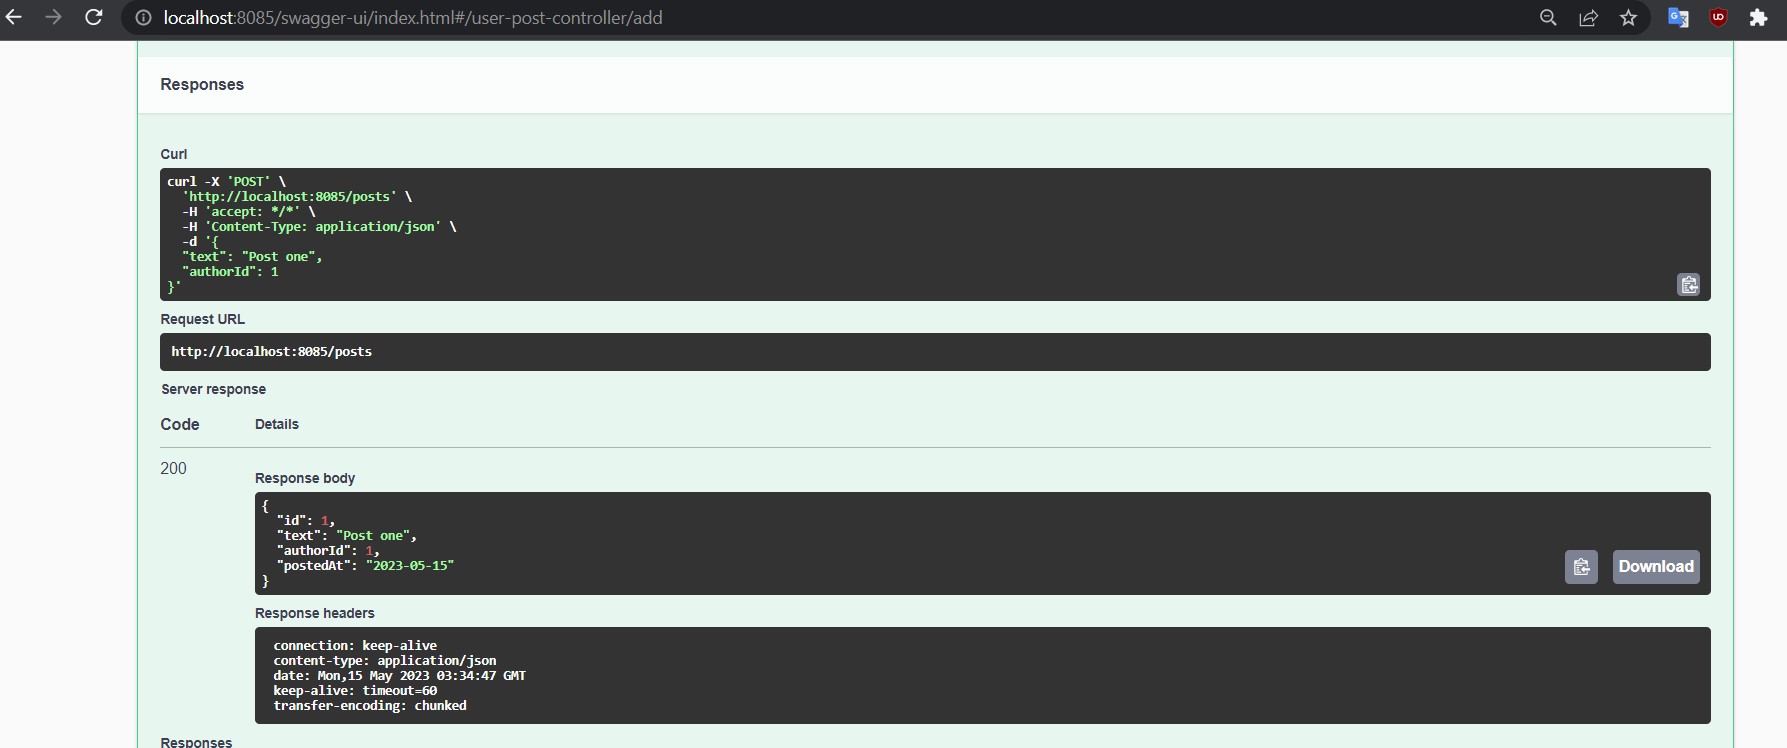 localhost:8085/swagger-ui/index.html#/user-post-controller/add
Responses
Curl
curl -X 'POST' \
  'http://localhost:8085/posts' \
  -H 'accept: */*' \
  -H 'Content-Type: application/json' \
  -d '{
  "text": "Post one",
  "authorId": 1
}'
Request URL
http://localhost:8085/posts
Server response
Code Details
200
Response body
{
  "id": 1,
  "text": "Post one",
  "authorId": 1,
  "postedAt": "2023-05-15"
}
Download
Response headers
connection: keep-alive
content-type: application/json
date: Mon,15 May 2023 03:34:47 GMT
keep-alive: timeout=60
transfer-encoding: chunked
Responses